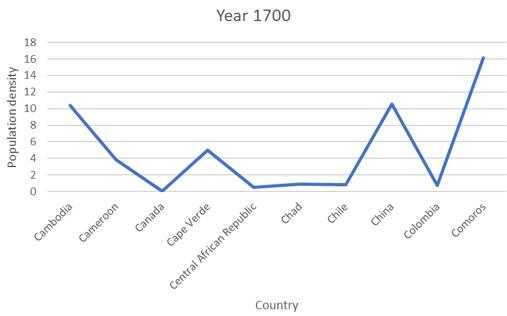 Year 1700
Population density
18
16
14
12
10
8
6
4
2
0
Cambodia
Cameroon
Canada
Cape Verde
Central African Republic
Chad
Chile
China
Colombia
Comoros
Country